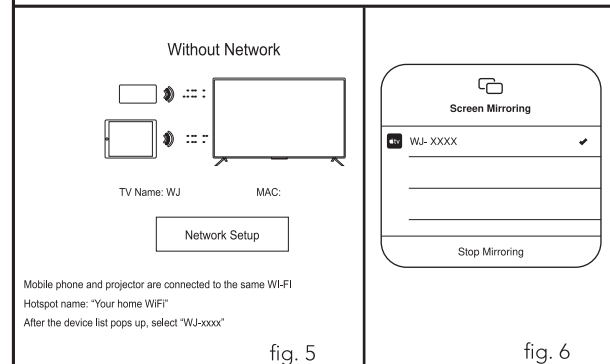 Without Network
TV Name: WJ MAC:
Network Setup
Mobile phone and projector are connected to the same WI-FI
Hotspot name: “Your home WiFi”
After the device list pops up, select “WJ-xxxx”
fig. 5
Screen Mirroring
tv WJ- XXXX
Stop Mirroring
fig. 6